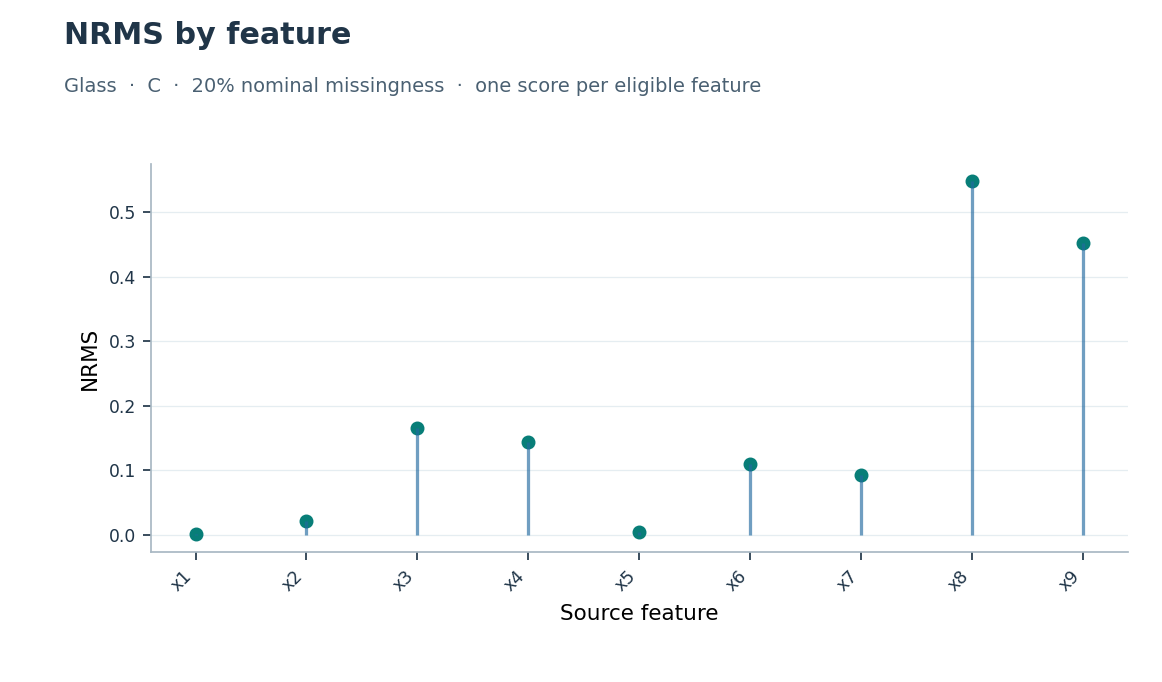 NRMS by feature
Glass · C · 20% nominal missingness · one score per eligible feature
NRMS
0.5
0.4
0.3
0.2
0.1
0.0
x1 x2 x3 x4 x5 x6 x7 x8 x9
Source feature